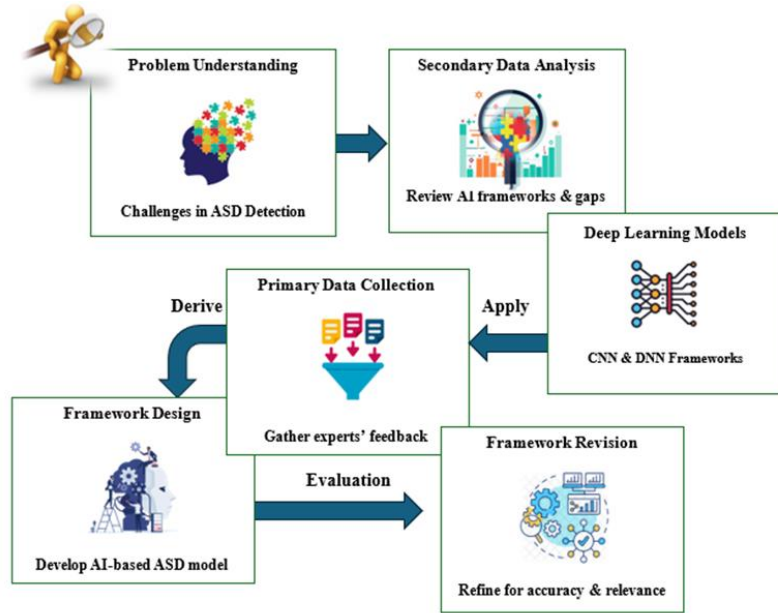 Problem Understanding
Challenges in ASD Detection
Secondary Data Analysis
Review AI frameworks & gaps
Deep Learning Models
CNN & DNN Frameworks
Apply
Primary Data Collection
Gather experts’ feedback
Derive
Framework Design
Develop AI-based ASD model
Evaluation
Framework Revision
Refine for accuracy & relevance